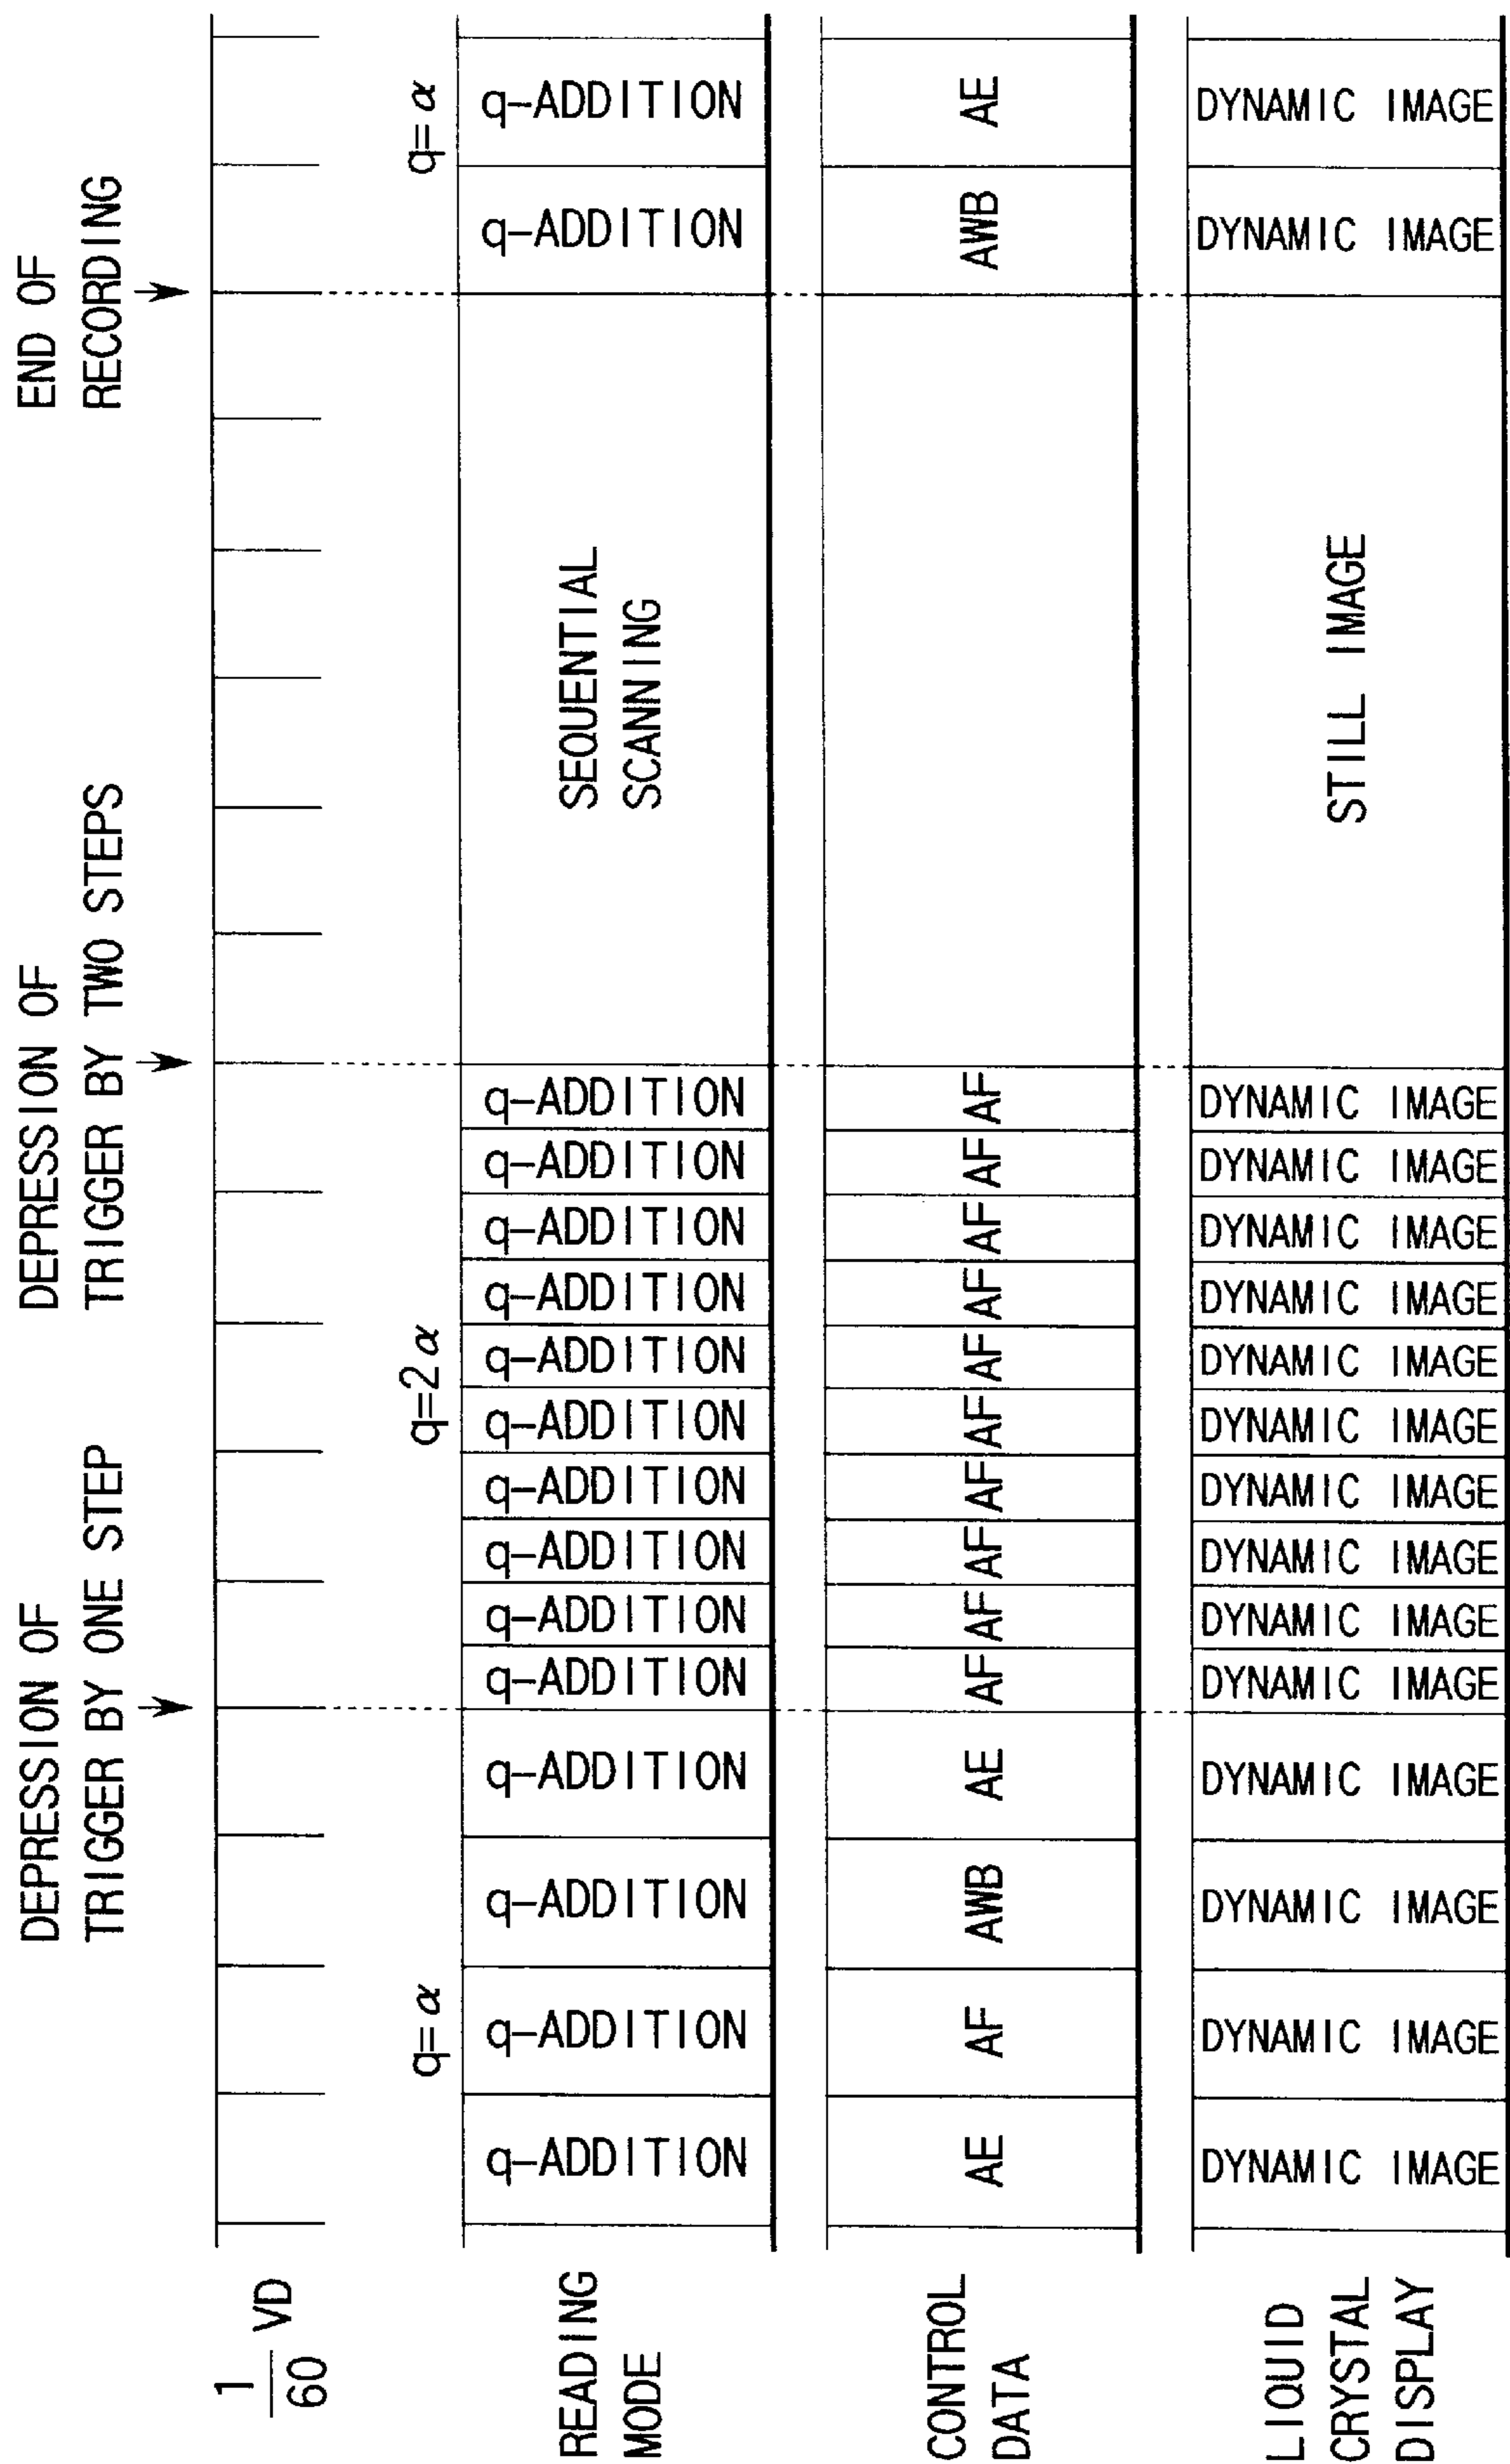 DEPRESSION OF
TRIGGER BY ONE STEP
DEPRESSION OF
TRIGGER BY TWO STEPS
END OF
RECORDING
1/60 VD
q=α
q=2α
q=α
READING
MODE
q-ADDITION
q-ADDITION
q-ADDITION
q-ADDITION
q-ADDITION
q-ADDITION
q-ADDITION
q-ADDITION
q-ADDITION
q-ADDITION
q-ADDITION
q-ADDITION
q-ADDITION
q-ADDITION
SEQUENTIAL
SCANNING
q-ADDITION
q-ADDITION
CONTROL
DATA
AE
AF
AWB
AE
AF
AF
AF
AF
AF
AF
AF
AF
AF
AF
AWB
AE
LIQUID
CRYSTAL
DISPLAY
DYNAMIC IMAGE
DYNAMIC IMAGE
DYNAMIC IMAGE
DYNAMIC IMAGE
DYNAMIC IMAGE
DYNAMIC IMAGE
DYNAMIC IMAGE
DYNAMIC IMAGE
DYNAMIC IMAGE
DYNAMIC IMAGE
DYNAMIC IMAGE
DYNAMIC IMAGE
DYNAMIC IMAGE
DYNAMIC IMAGE
STILL IMAGE
DYNAMIC IMAGE
DYNAMIC IMAGE